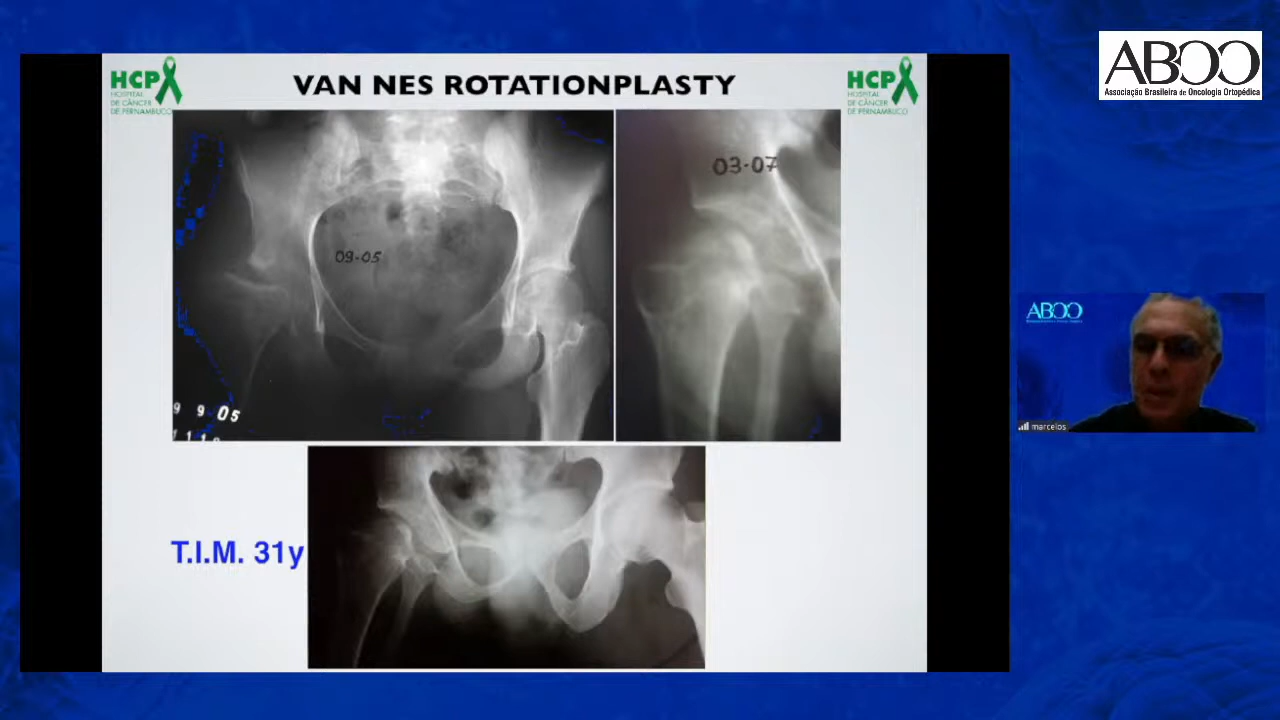 HCP
HOSPITAL
DE CÂNCER
DE PERNAMBUCO
VAN NES ROTATIONPLASTY
HCP
HOSPITAL
DE CÂNCER
DE PERNAMBUCO
ABOO
Associação Brasileira de Oncologia Ortopédica
03-07
09-05
9 9 05
T.I.M. 31y
ABOO
marcelos